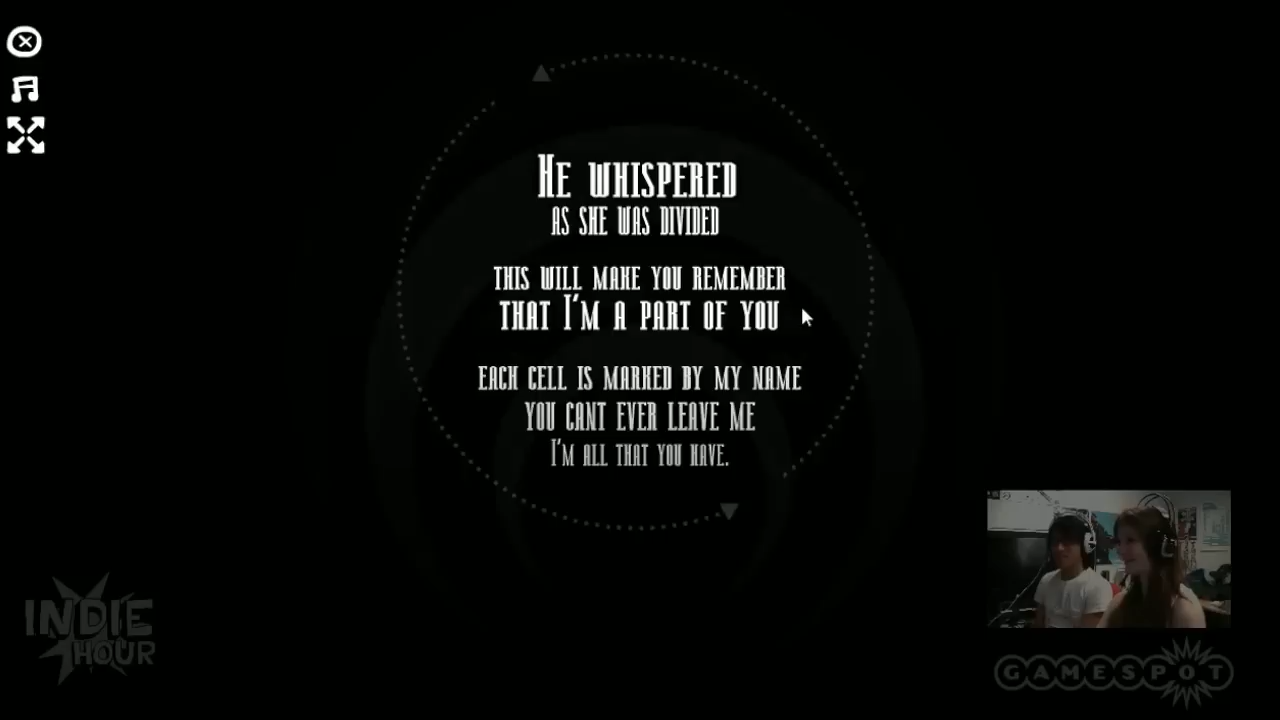 He whispered
as she was divided
this will make you remember
that I'm a part of you
each cell is marked by my name
you cant ever leave me
I'm all that you have.
INDIE
HOUR
GAMESPOT